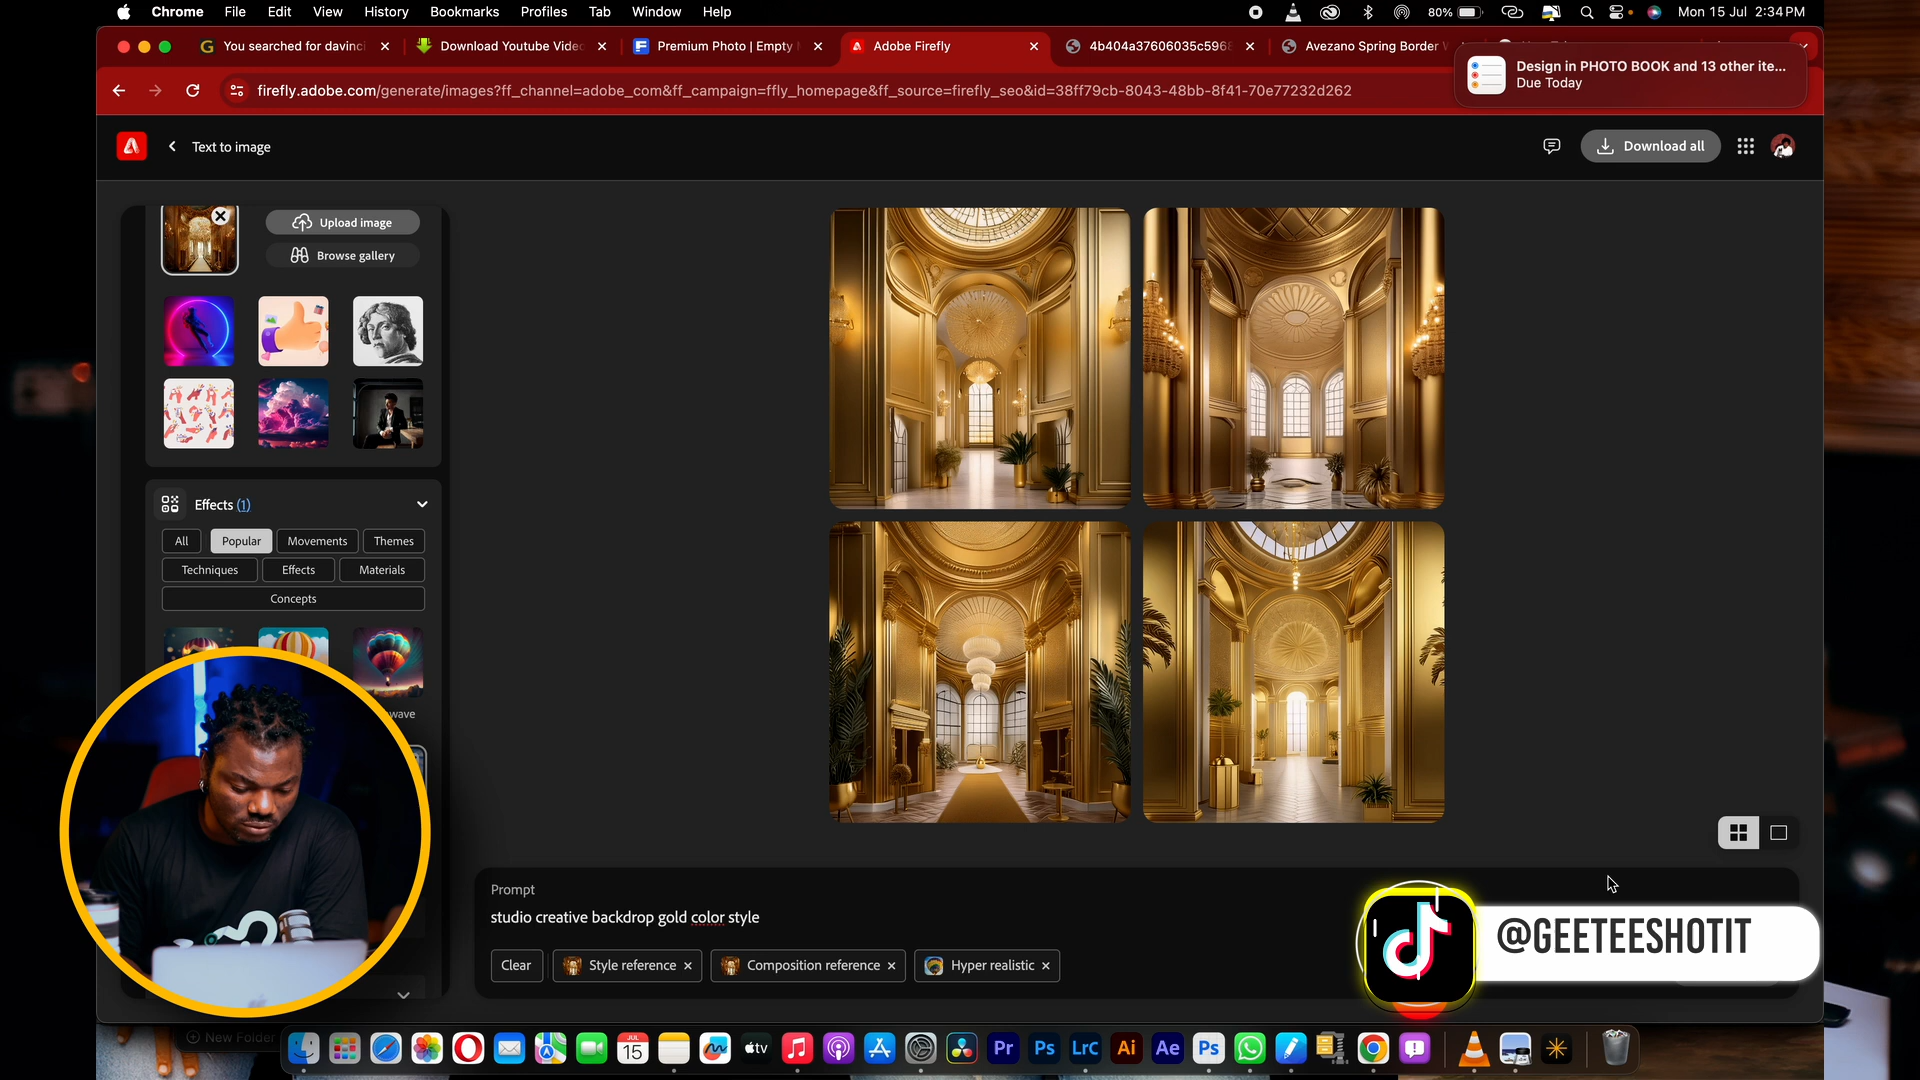 Chrome File Edit View History Bookmarks Profiles Tab Window Help
80% Mon 15 Jul 2:34PM
You searched for davinci
Download Youtube Video
Premium Photo | Empty
Adobe Firefly
4b404a37606035c596
Avezano Spring Border
firefly.adobe.com/generate/images?ff_channel=adobe_com&ff_campaign=ffly_homepage&ff_source=firefly_seo&id=38ff79cb-8043-48bb-8f41-70e77232d262
Design in PHOTO BOOK and 13 other ite...
Due Today
Text to image
Download all
Upload image
Browse gallery
Effects (1)
All Popular Movements Themes
Techniques Effects Materials
Concepts
wave
Prompt
studio creative backdrop gold color style
Clear Style reference Composition reference Hyper realistic
@GEETEESHOTIT
New Folder
JUL
15
tv
Pr Ps LrC Ai Ae Ps